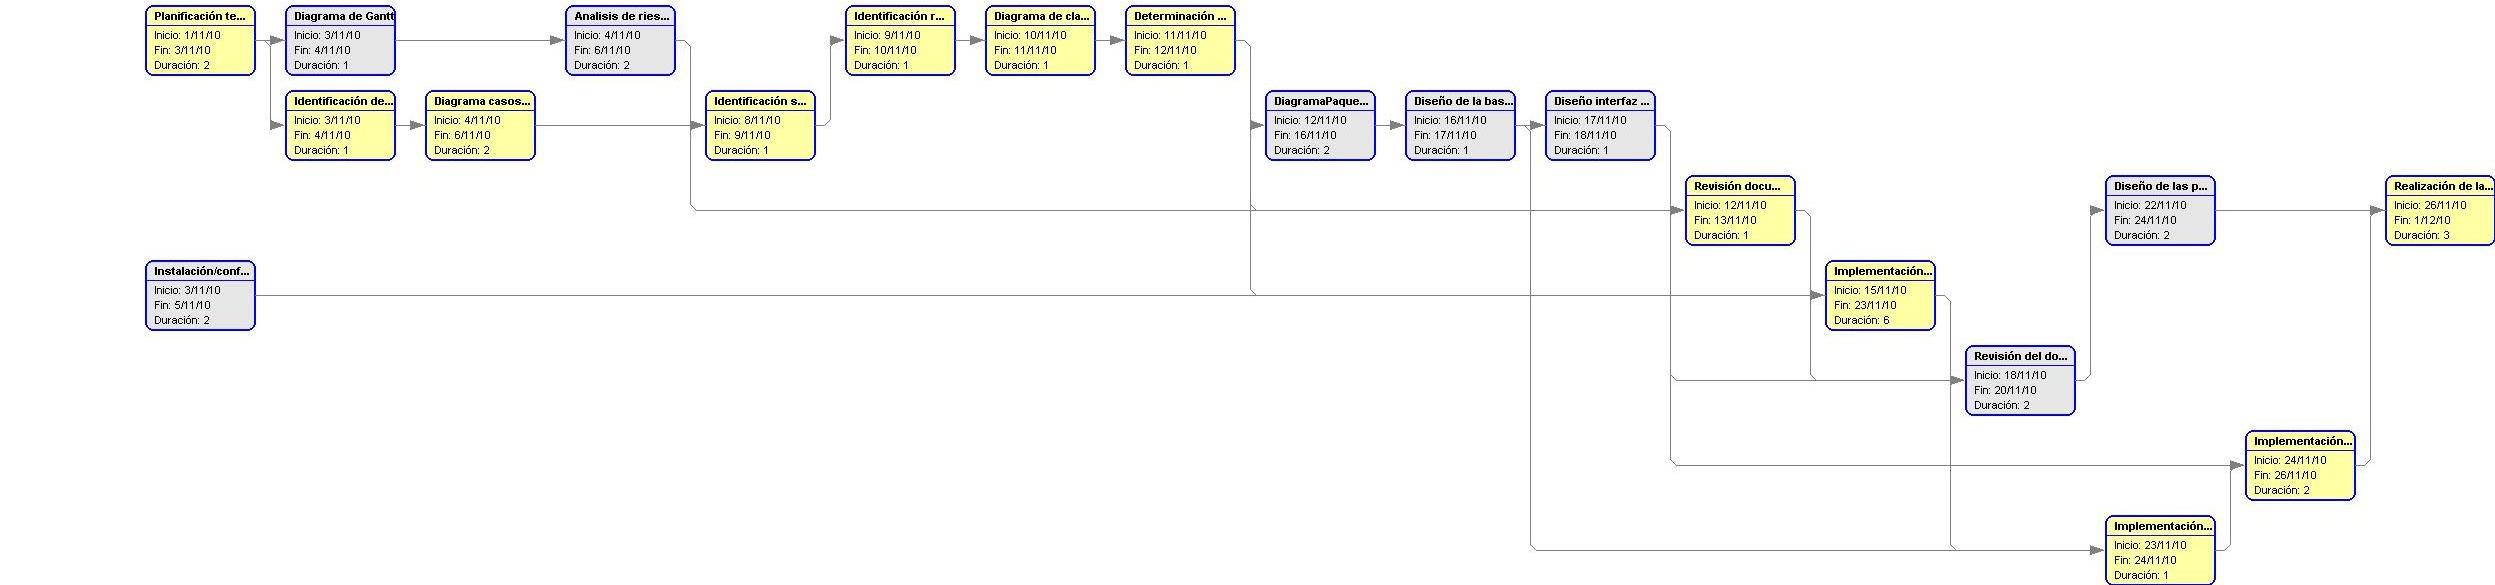 Planificación te...
Inicio: 1/11/10
Fin: 3/11/10
Duración: 2
Diagrama de Gantt
Inicio: 3/11/10
Fin: 4/11/10
Duración: 1
Analisis de ries...
Inicio: 4/11/10
Fin: 6/11/10
Duración: 2
Identificación r...
Inicio: 9/11/10
Fin: 10/11/10
Duración: 1
Diagrama de cla...
Inicio: 10/11/10
Fin: 11/11/10
Duración: 1
Determinación ...
Inicio: 11/11/10
Fin: 12/11/10
Duración: 1
Identificación de...
Inicio: 3/11/10
Fin: 4/11/10
Duración: 1
Diagrama casos...
Inicio: 4/11/10
Fin: 6/11/10
Duración: 2
Identificación s...
Inicio: 8/11/10
Fin: 9/11/10
Duración: 1
DiagramaPaque...
Inicio: 12/11/10
Fin: 16/11/10
Duración: 2
Diseño de la bas...
Inicio: 16/11/10
Fin: 17/11/10
Duración: 1
Diseño interfaz ...
Inicio: 17/11/10
Fin: 18/11/10
Duración: 1
Revisión docu...
Inicio: 12/11/10
Fin: 13/11/10
Duración: 1
Diseño de las p...
Inicio: 22/11/10
Fin: 24/11/10
Duración: 2
Realización de la...
Inicio: 26/11/10
Fin: 1/12/10
Duración: 3
Instalación/conf...
Inicio: 3/11/10
Fin: 5/11/10
Duración: 2
Implementación...
Inicio: 15/11/10
Fin: 23/11/10
Duración: 6
Revisión del do...
Inicio: 18/11/10
Fin: 20/11/10
Duración: 2
Implementación...
Inicio: 24/11/10
Fin: 26/11/10
Duración: 2
Implementación...
Inicio: 23/11/10
Fin: 24/11/10
Duración: 1